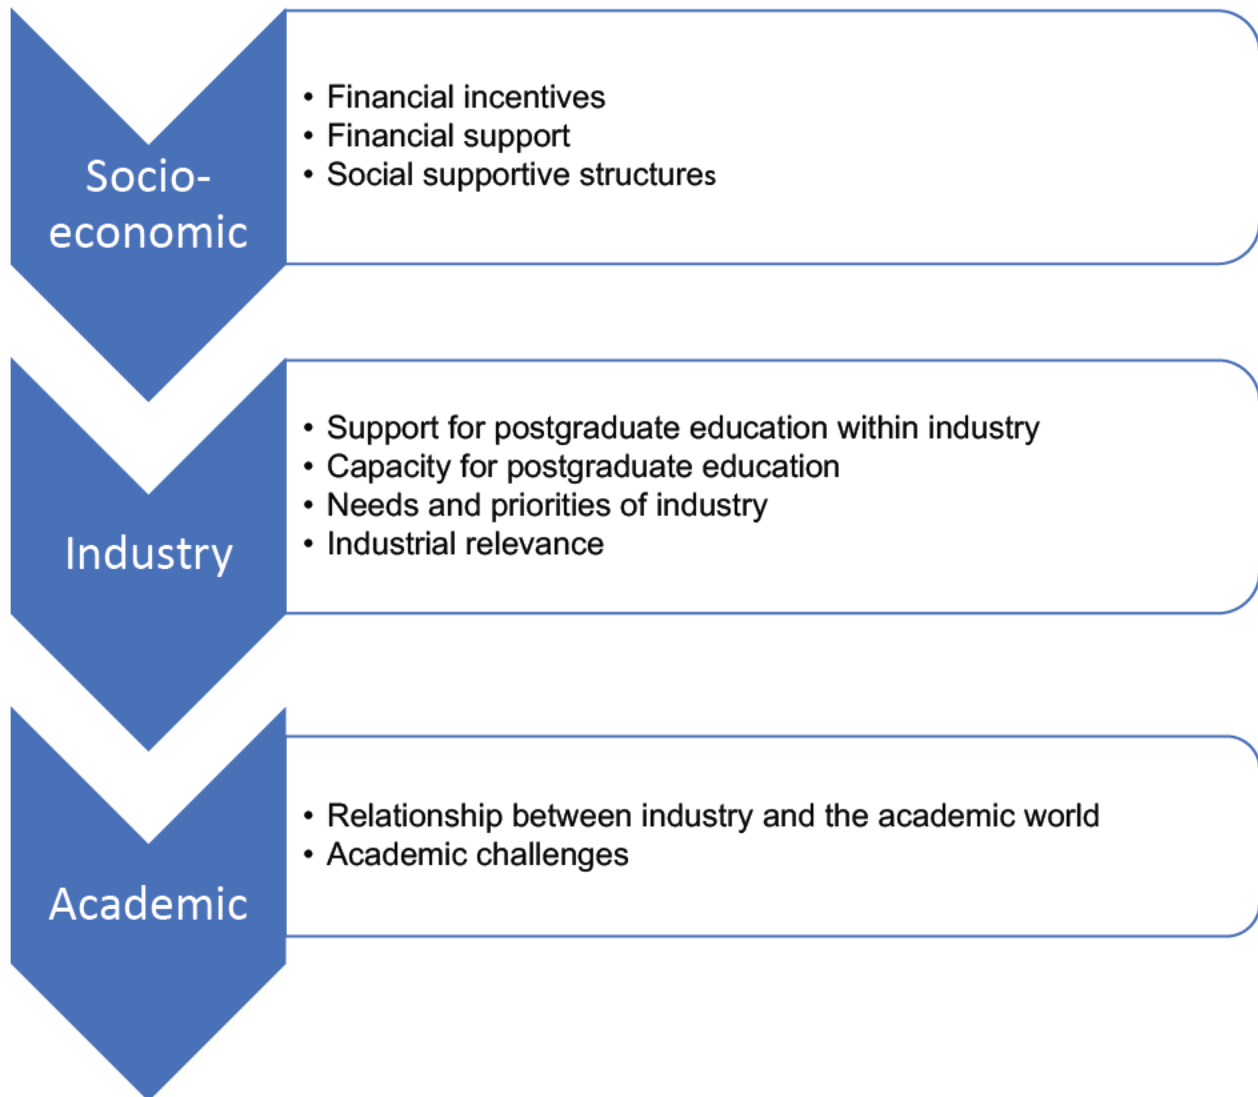 Socio-
economic
• Financial incentives
• Financial support
• Social supportive structures
Industry
• Support for postgraduate education within industry
• Capacity for postgraduate education
• Needs and priorities of industry
• Industrial relevance
Academic
• Relationship between industry and the academic world
• Academic challenges